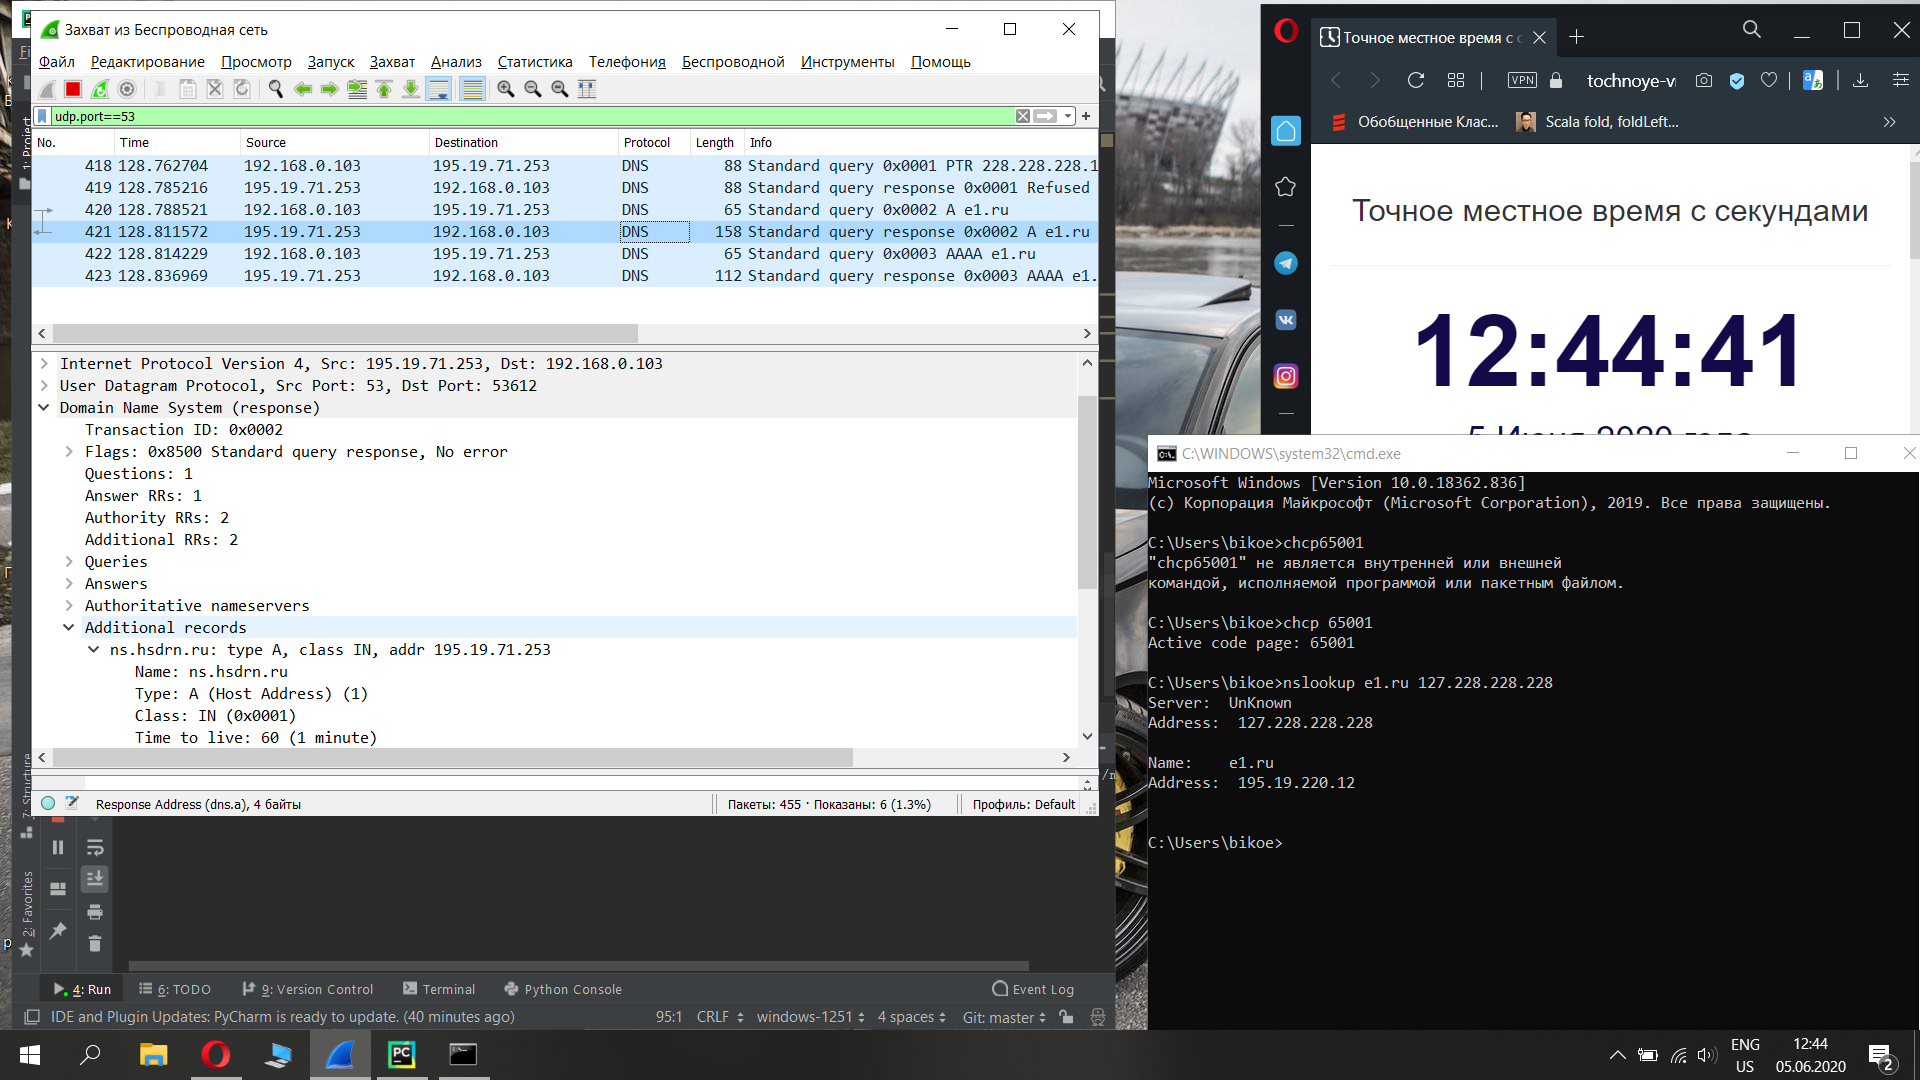 Захват из Беспроводная сеть
Файл Редактирование Просмотр Запуск Захват Анализ Статистика Телефония Беспроводной Инструменты Помощь
udp.port==53
No. Time Source Destination Protocol Length Info
418 128.762704 192.168.0.103 195.19.71.253 DNS 88 Standard query 0x0001 PTR 228.228.228.1
419 128.785216 195.19.71.253 192.168.0.103 DNS 88 Standard query response 0x0001 Refused
420 128.788521 192.168.0.103 195.19.71.253 DNS 65 Standard query 0x0002 A e1.ru
421 128.811572 195.19.71.253 192.168.0.103 DNS 158 Standard query response 0x0002 A e1.ru
422 128.814229 192.168.0.103 195.19.71.253 DNS 65 Standard query 0x0003 AAAA e1.ru
423 128.836969 195.19.71.253 192.168.0.103 DNS 112 Standard query response 0x0003 AAAA e1.
Internet Protocol Version 4, Src: 195.19.71.253, Dst: 192.168.0.103
User Datagram Protocol, Src Port: 53, Dst Port: 53612
Domain Name System (response)
Transaction ID: 0x0002
Flags: 0x8500 Standard query response, No error
Questions: 1
Answer RRs: 1
Authority RRs: 2
Additional RRs: 2
Queries
Answers
Authoritative nameservers
Additional records
ns.hsdrn.ru: type A, class IN, addr 195.19.71.253
Name: ns.hsdrn.ru
Type: A (Host Address) (1)
Class: IN (0x0001)
Time to live: 60 (1 minute)
Response Address (dns.a), 4 байты
Пакеты: 455 · Показаны: 6 (1.3%)
Профиль: Default
1: Project
7: Structure
2: Favorites
4: Run 6: TODO 9: Version Control Terminal Python Console Event Log
IDE and Plugin Updates: PyCharm is ready to update. (40 minutes ago) 95:1 CRLF windows-1251 4 spaces Git: master
Точное местное время с с
VPN tochnoye-v
Обобщенные Клас... Scala fold, foldLeft...
Точное местное время с секундами
12:44:41
5 Июня 2020 года
C:\WINDOWS\system32\cmd.exe
Microsoft Windows [Version 10.0.18362.836]
(c) Корпорация Майкрософт (Microsoft Corporation), 2019. Все права защищены.
C:\Users\bikoe>chcp65001
"chcp65001" не является внутренней или внешней
командой, исполняемой программой или пакетным файлом.
C:\Users\bikoe>chcp 65001
Active code page: 65001
C:\Users\bikoe>nslookup e1.ru 127.228.228.228
Server: UnKnown
Address: 127.228.228.228
Name: e1.ru
Address: 195.19.220.12
C:\Users\bikoe>
ENG
US
12:44
05.06.2020
2